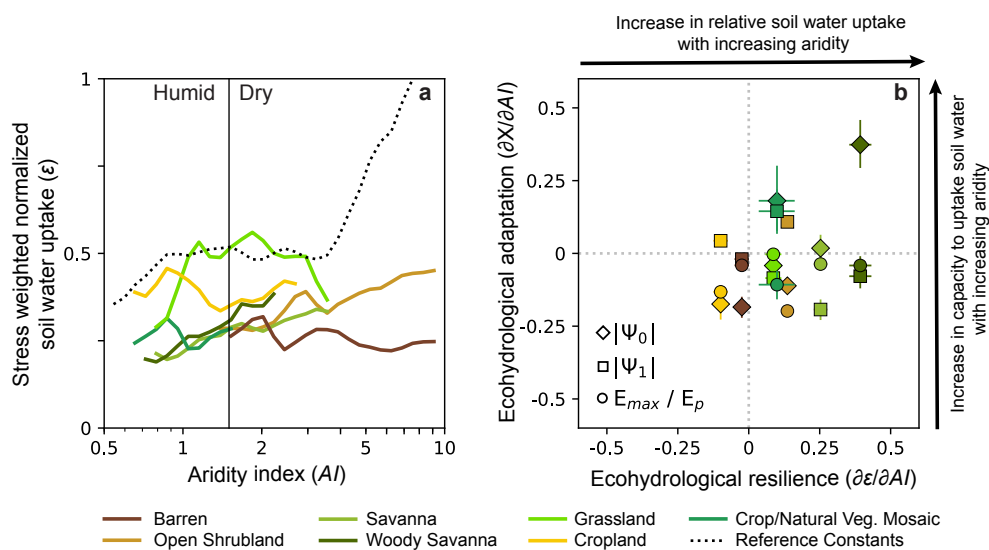 Increase in relative soil water uptake
with increasing aridity
Stress weighted normalized
soil water uptake (ε)
1
0.5
0
Humid
Dry
a
0.5
1
2
5
10
Aridity index (AI)
Ecohydrological adaptation (∂X/∂AI)
0.5
0.25
0
-0.25
-0.5
b
|Ψ0|
|Ψ1|
Emax / Ep
-0.5
-0.25
0
0.25
0.5
Ecohydrological resilience (∂ε/∂AI)
Increase in capacity to uptake soil water
with increasing aridity
Barren
Savanna
Grassland
Crop/Natural Veg. Mosaic
Open Shrubland
Woody Savanna
Cropland
Reference Constants